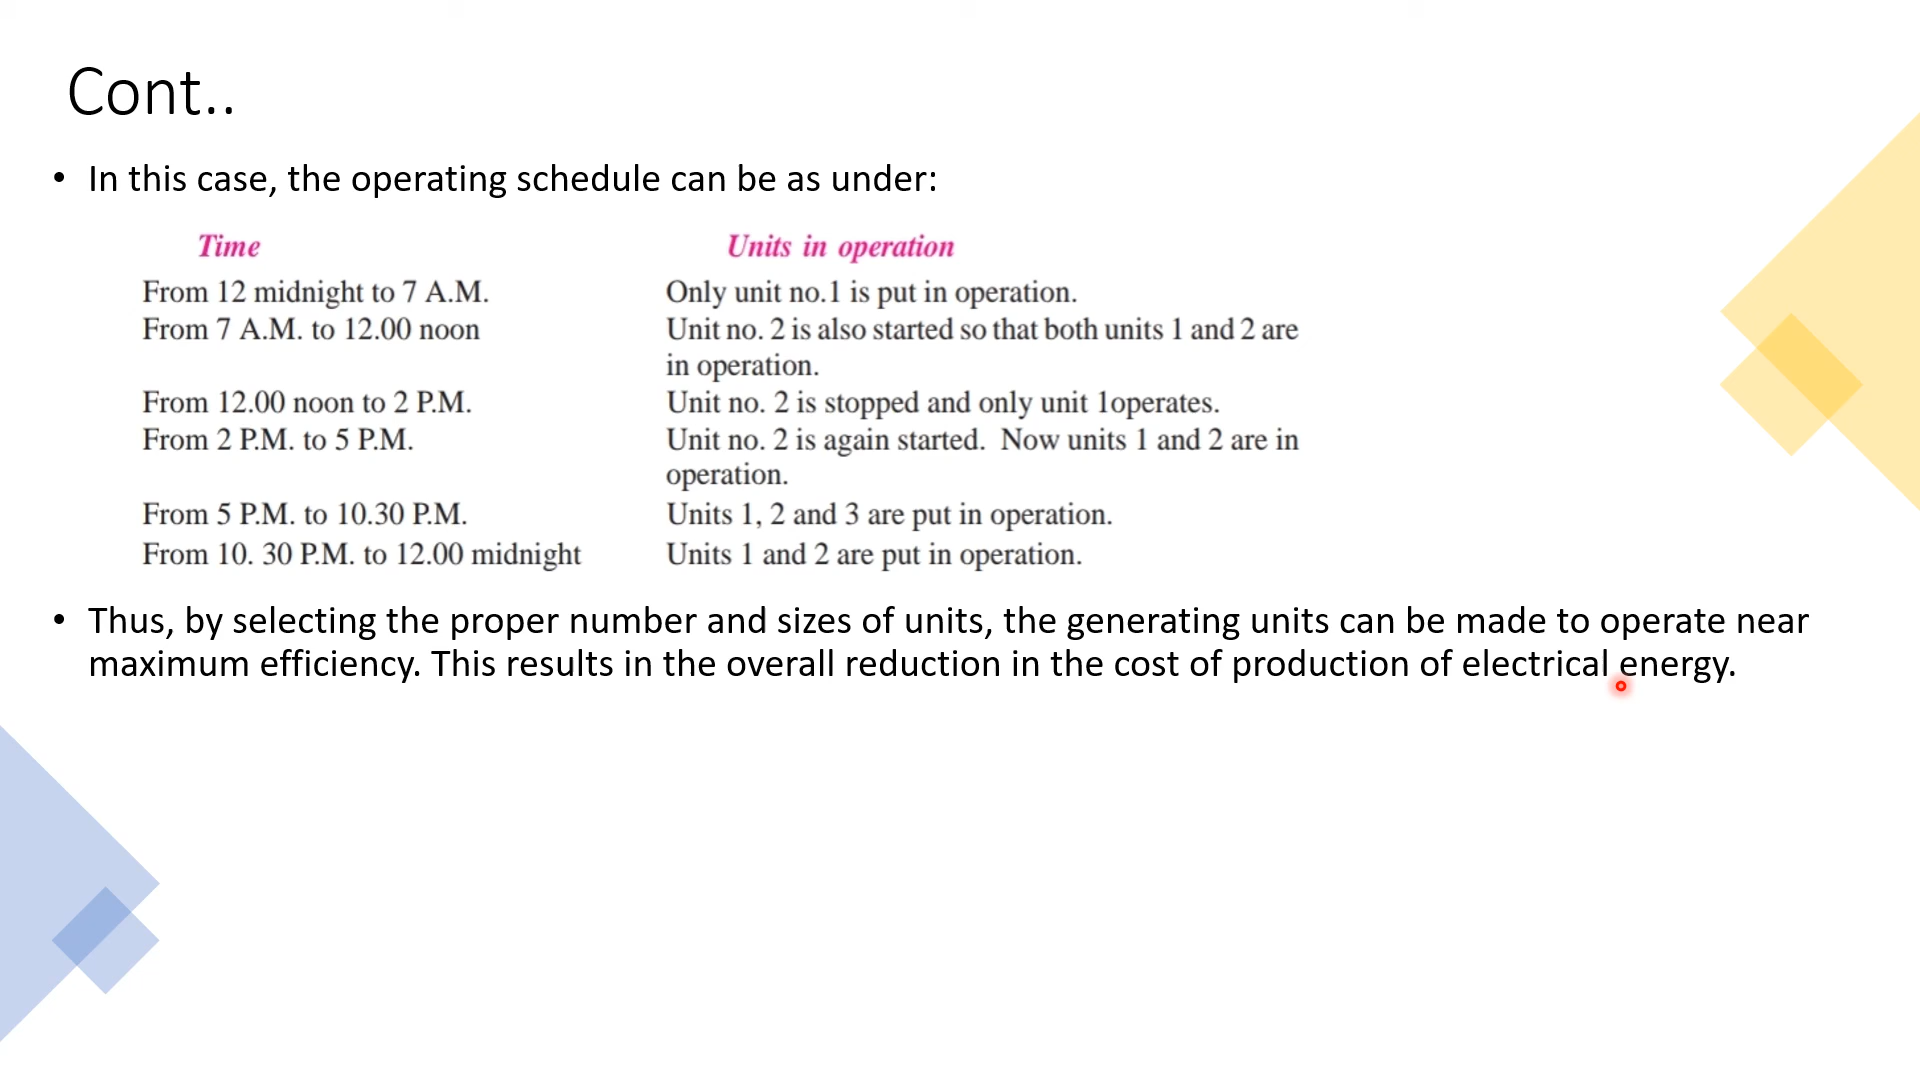 Cont..
• In this case, the operating schedule can be as under:
Time Units in operation
From 12 midnight to 7 A.M. Only unit no.1 is put in operation.
From 7 A.M. to 12.00 noon Unit no. 2 is also started so that both units 1 and 2 are
in operation.
From 12.00 noon to 2 P.M. Unit no. 2 is stopped and only unit 1operates.
From 2 P.M. to 5 P.M. Unit no. 2 is again started. Now units 1 and 2 are in
operation.
From 5 P.M. to 10.30 P.M. Units 1, 2 and 3 are put in operation.
From 10. 30 P.M. to 12.00 midnight Units 1 and 2 are put in operation.
• Thus, by selecting the proper number and sizes of units, the generating units can be made to operate near
maximum efficiency. This results in the overall reduction in the cost of production of electrical energy.